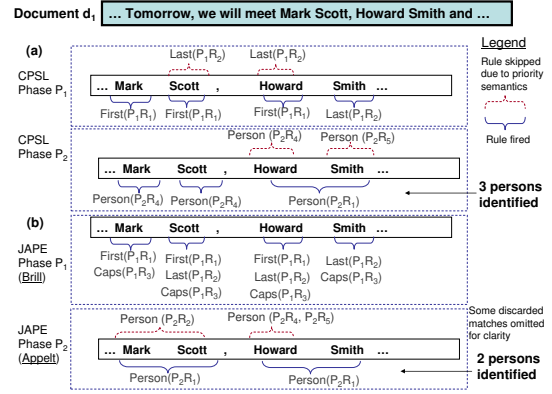 Document d1 … Tomorrow, we will meet Mark Scott, Howard Smith and …
(a)
CPSL
Phase P1
Last(P1R2) Last(P1R2)
… Mark Scott , Howard Smith …
First(P1R1) First(P1R1) First(P1R1) Last(P1R2)
Legend
Rule skipped
due to priority
semantics
Rule fired
CPSL
Phase P2
Person (P2R4) Person (P2R5)
… Mark Scott , Howard Smith …
Person(P2R4) Person(P2R4) Person(P2R1)
3 persons
identified
(b)
JAPE
Phase P1
(Brill)
… Mark Scott , Howard Smith …
First(P1R1) First(P1R1) First(P1R1) Last(P1R2)
Caps(P1R3) Last(P1R2) Last(P1R2) Caps(P1R3)
Caps(P1R3) Caps(P1R3)
JAPE
Phase P2
(Appelt)
Person (P2R2) Person (P2R4, P2R5)
… Mark Scott , Howard Smith …
Person(P2R1) Person(P2R1)
Some discarded
matches omitted
for clarity
2 persons
identified